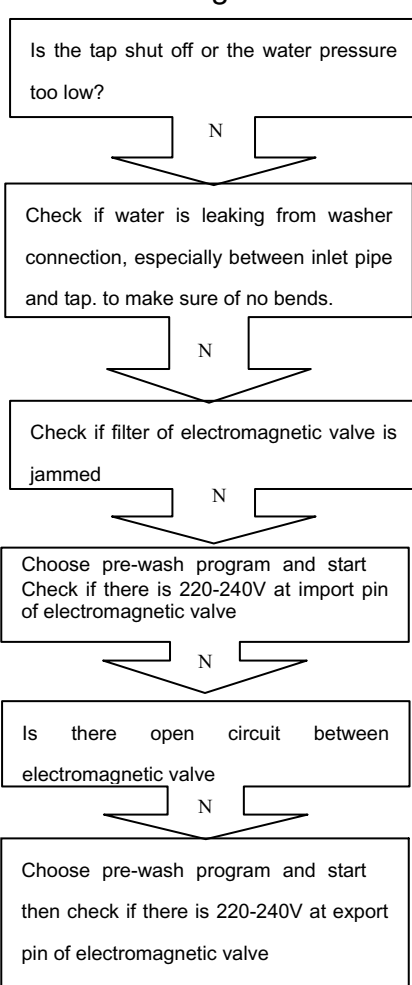 Is the tap shut off or the water pressure
too low?
N
Check if water is leaking from washer
connection, especially between inlet pipe
and tap. to make sure of no bends.
N
Check if filter of electromagnetic valve is
jammed
N
Choose pre-wash program and start
Check if there is 220-240V at import pin
of electromagnetic valve
N
Is there open circuit between
electromagnetic valve
N
Choose pre-wash program and start
then check if there is 220-240V at export
pin of electromagnetic valve